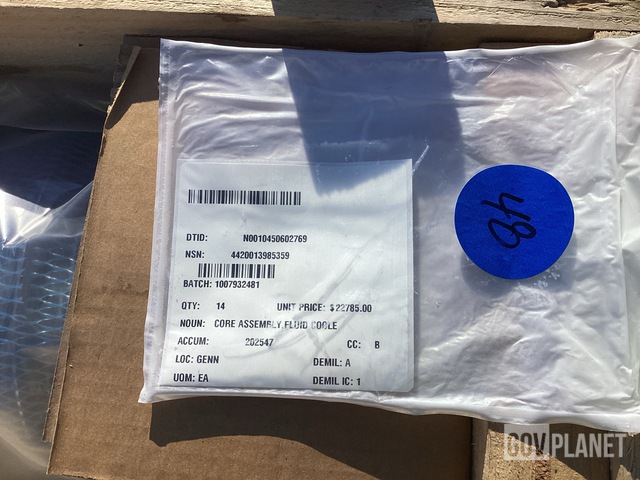 DTID: N0010450602769
NSN: 4420013985359
BATCH: 1007932481
QTY: 14 UNIT PRICE: $22785.00
NOUN: CORE ASSEMBLY,FLUID COOLE
ACCUM: 202547 CC: B
LOC: GENN DEMIL: A
UOM: EA DEMIL IC: 1
48
GOVPLANET